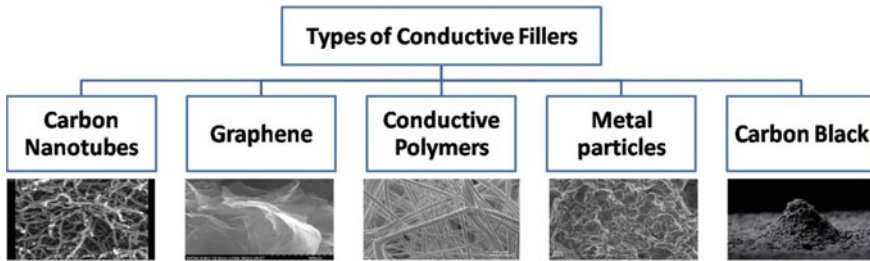 Types of Conductive Fillers
Carbon
Nanotubes
Graphene
Conductive
Polymers
Metal
particles
Carbon Black